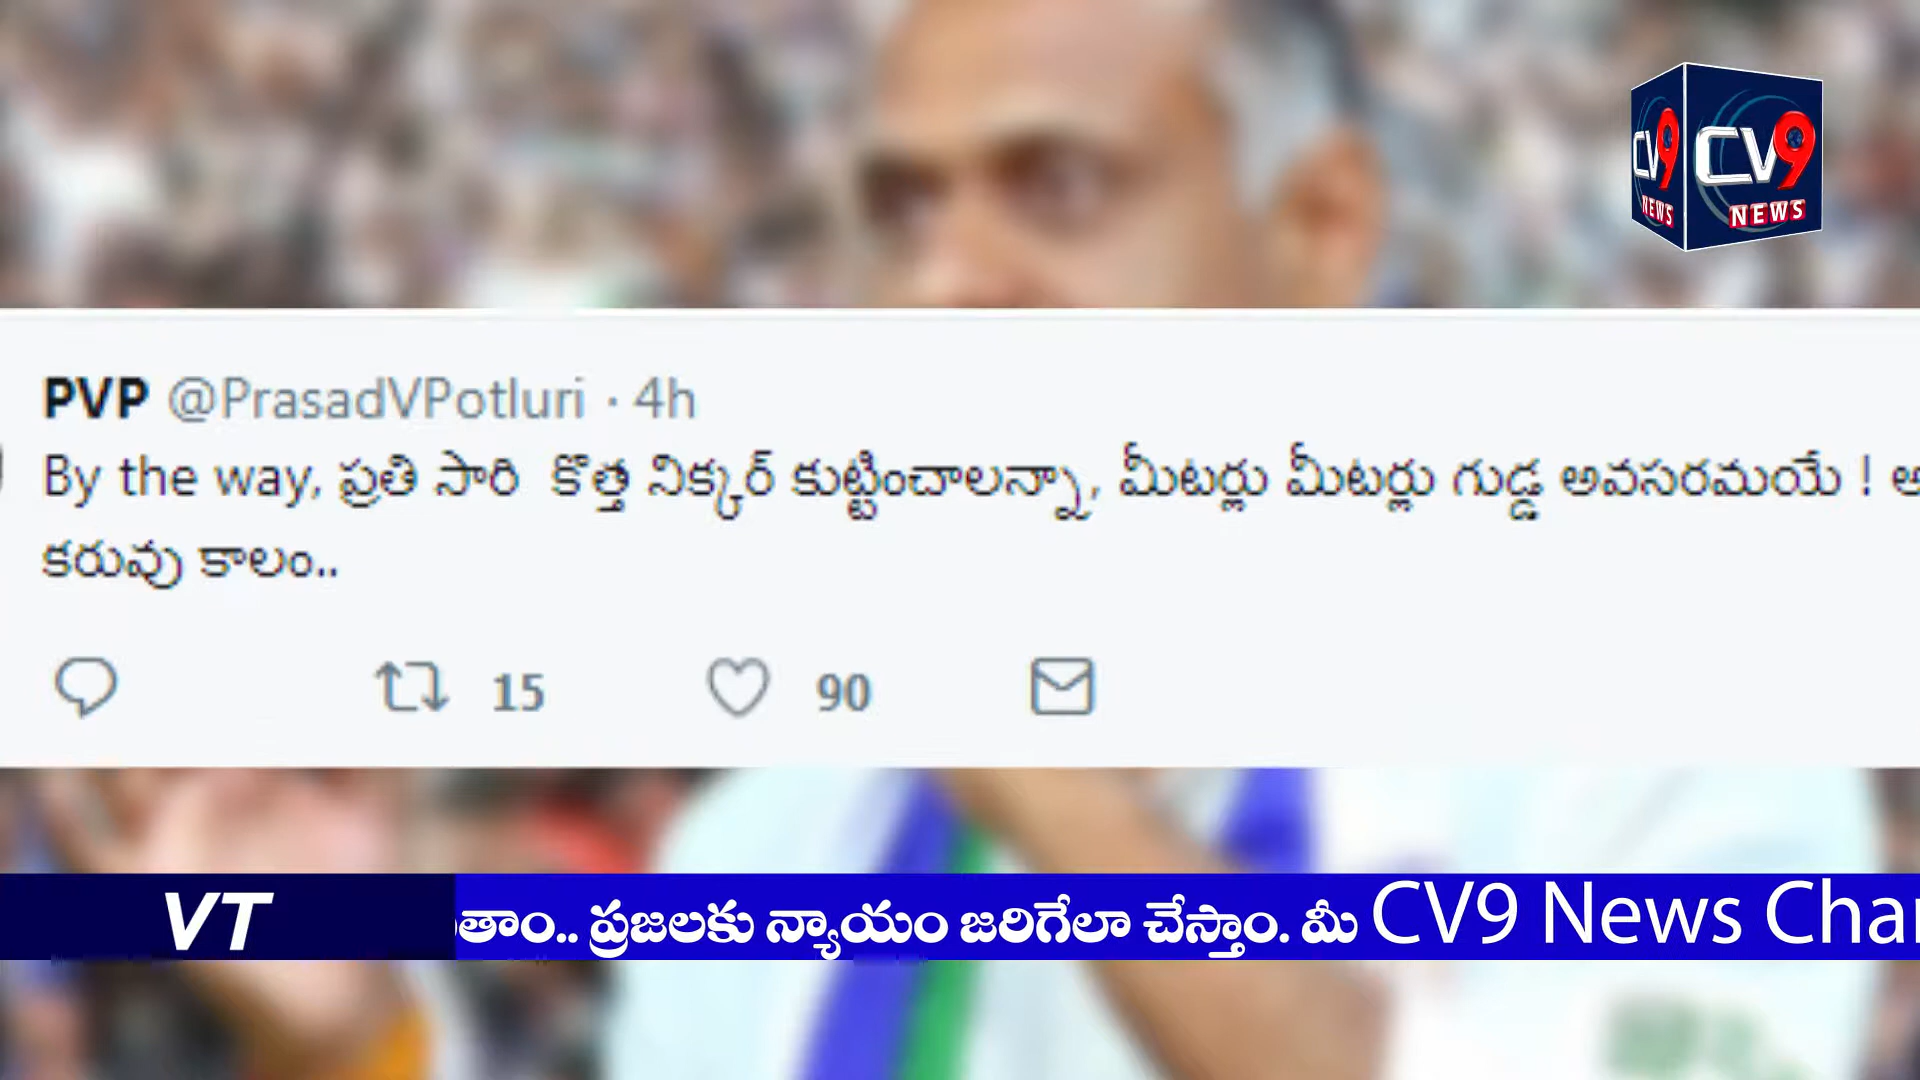 CV9
NEWS
CV9
NEWS
PVP @PrasadVPotluri · 4h
By the way, ప్రతి సారి కొత్త నిక్కర్ కుట్టించాలన్నా, మీటర్లు మీటర్లు గుడ్డ అవసరమయే !
కరువు కాలం..
15 90
VT
ప్రజలకు న్యాయం జరిగేలా చేస్తాం. మీ CV9 News